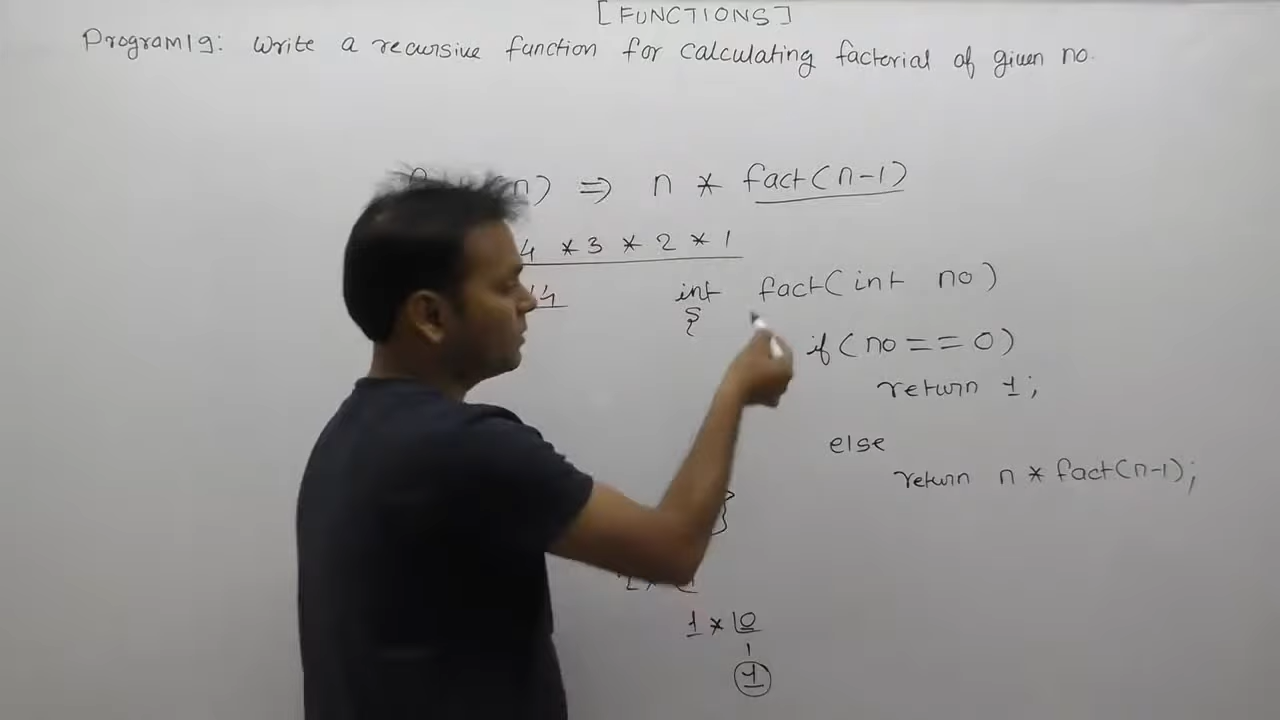 [FUNCTIONS]
Program19: Write a recursive function for calculating factorial of given no.
n) ⇒ n * fact(n-1)
4 * 3 * 2 * 1
int fact(int no)
{
if(no == 0)
return 1;
else
return n * fact(n-1);
}
1 * |0
1